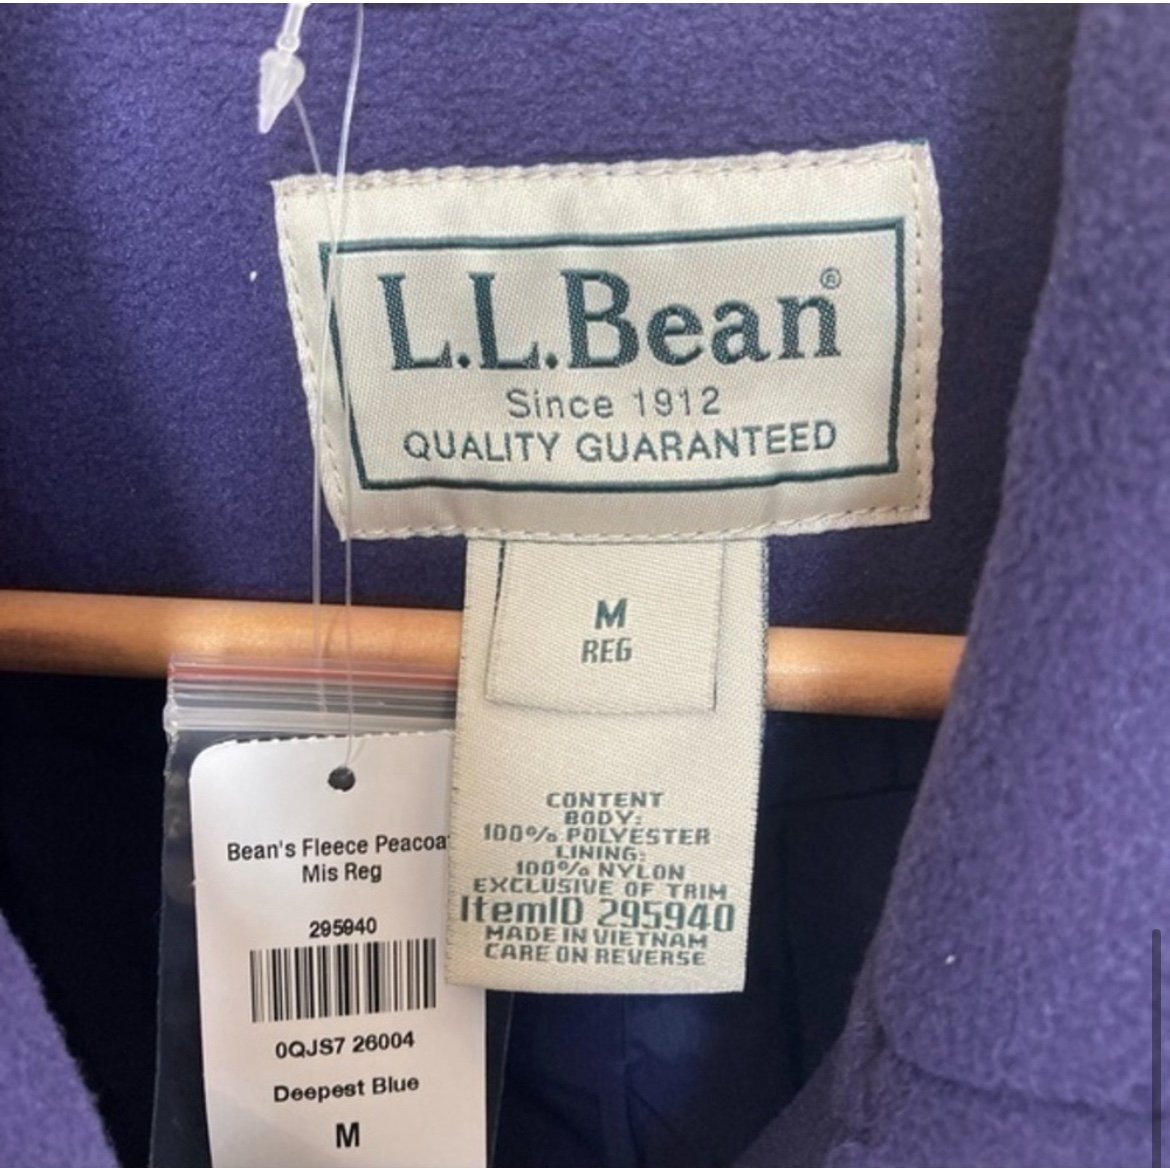 L.L.Bean®
Since 1912
QUALITY GUARANTEED
M
REG
CONTENT
BODY:
100% POLYESTER
LINING:
100% NYLON
EXCLUSIVE OF TRIM
ItemID 295940
MADE IN VIETNAM
CARE ON REVERSE
Bean's Fleece Peacoa
Mis Reg
295940
0QJS7 26004
Deepest Blue
M